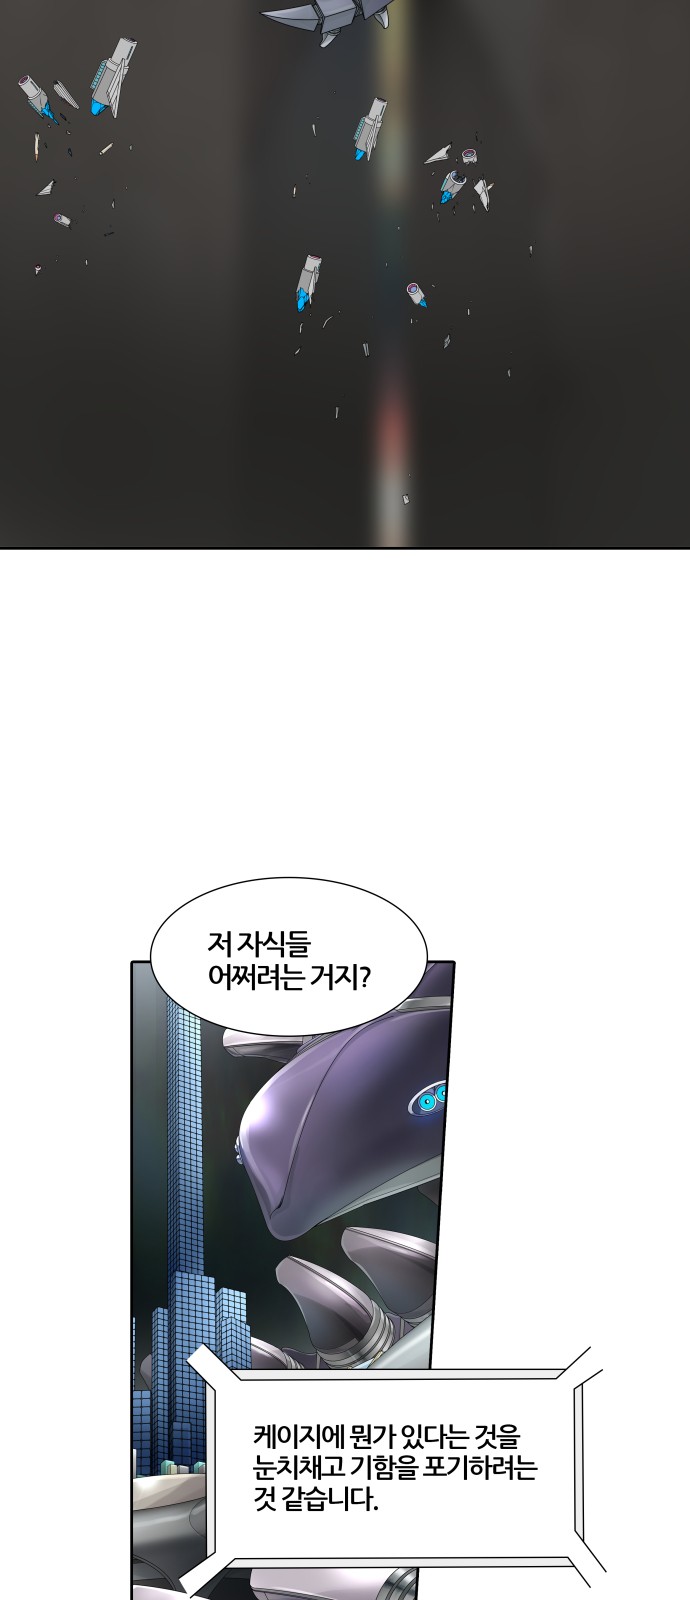 저 자식들
어쩌려는 거지?
케이지에 뭔가 있다는 것을
눈치채고 기함을 포기하려는
것 같습니다.